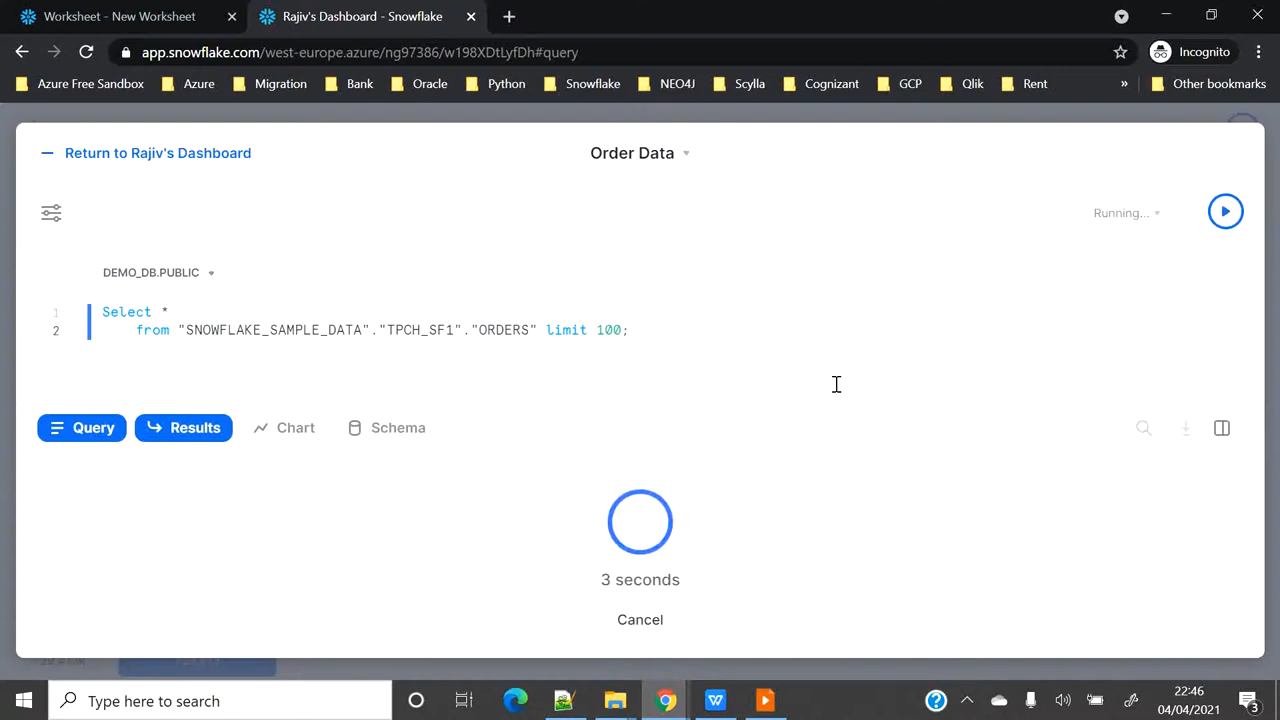 Worksheet - New Worksheet
Rajiv's Dashboard - Snowflake
app.snowflake.com/west-europe.azure/ng97386/w198XDtLyfDh#query
Incognito
Azure Free Sandbox
Azure
Migration
Bank
Oracle
Python
Snowflake
NEO4J
Scylla
Cognizant
GCP
Qlik
Rent
»
Other bookmarks
Return to Rajiv's Dashboard
Order Data
Running...
DEMO_DB.PUBLIC
1 Select *
2 from "SNOWFLAKE_SAMPLE_DATA"."TPCH_SF1"."ORDERS" limit 100;
Query
Results
Chart
Schema
3 seconds
Cancel
Type here to search
22:46
04/04/2021
3